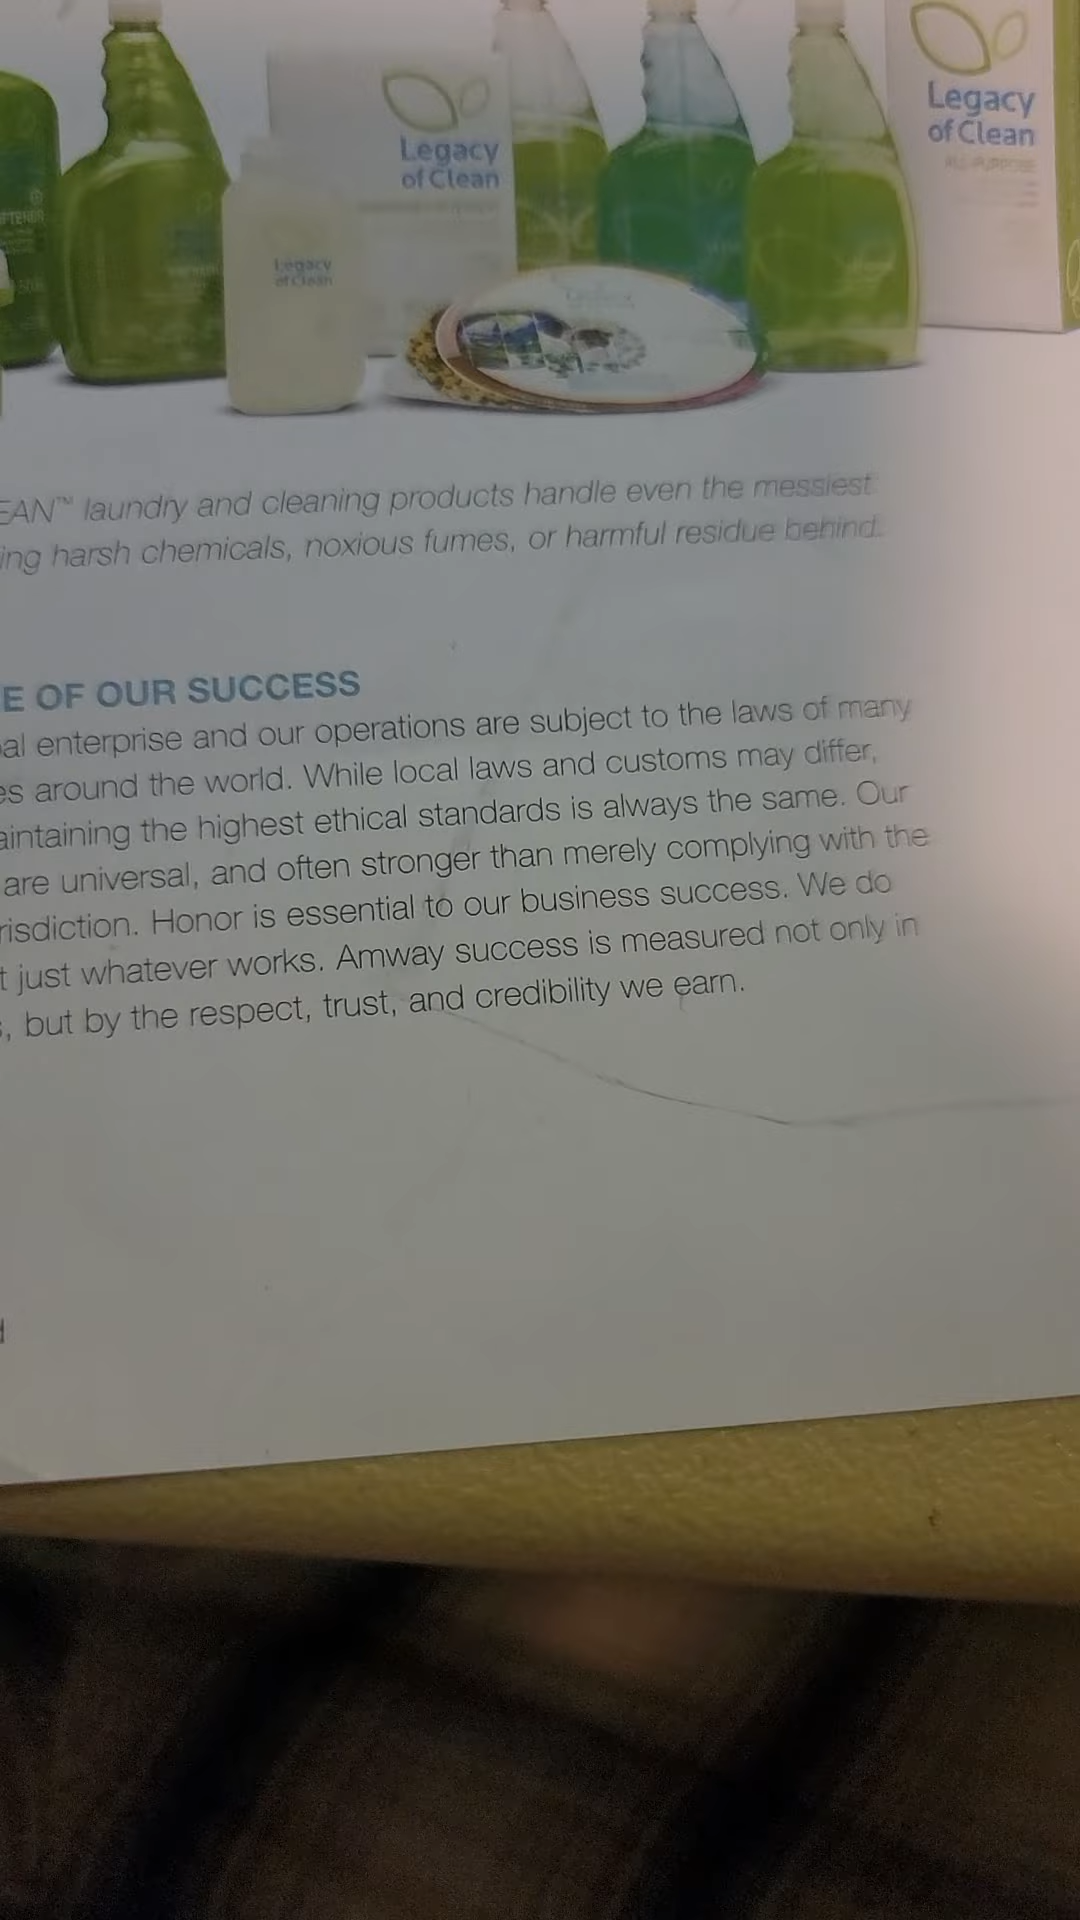 Legacy
of Clean
ALL-PURPOSE
Legacy
of Clean
Legacy
of Clean
EAN™ laundry and cleaning products handle even the messiest
ing harsh chemicals, noxious fumes, or harmful residue behind.
E OF OUR SUCCESS
al enterprise and our operations are subject to the laws of many
es around the world. While local laws and customs may differ,
aintaining the highest ethical standards is always the same. Our
are universal, and often stronger than merely complying with the
risdiction. Honor is essential to our business success. We do
t just whatever works. Amway success is measured not only in
s, but by the respect, trust, and credibility we earn.